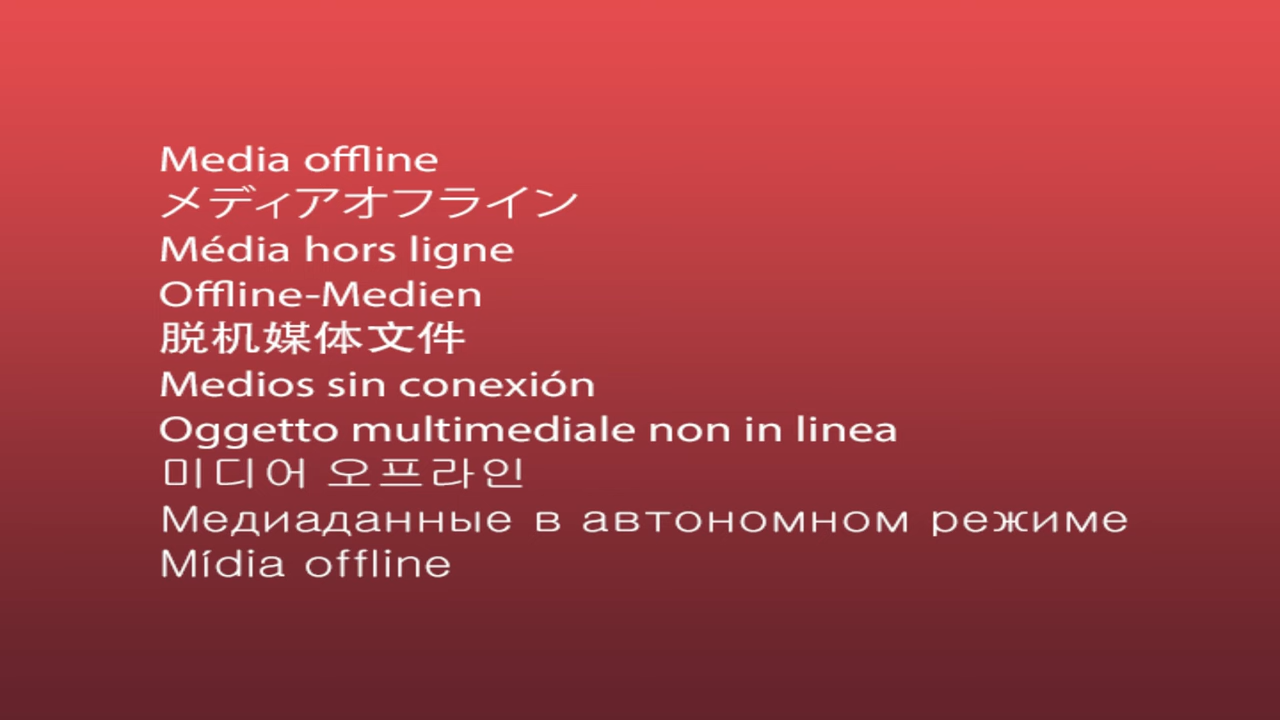 Media offline
メディアオフライン
Média hors ligne
Offline-Medien
脱机媒体文件
Medios sin conexión
Oggetto multimediale non in linea
미디어 오프라인
Медиаданные в автономном режиме
Mídia offline